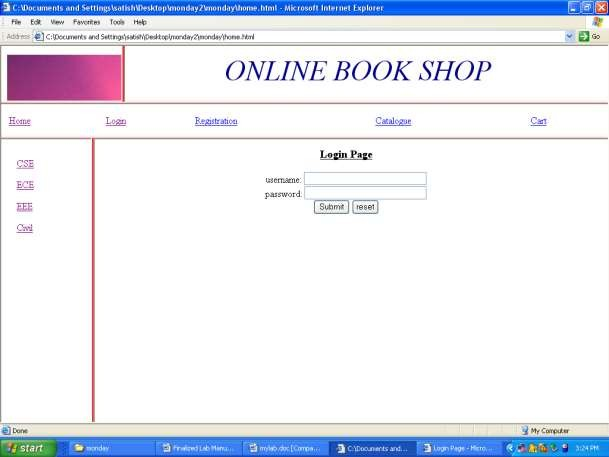 C:\Documents and Settings\satish\Desktop\monday2\monday\home.html - Microsoft Internet Explorer
File Edit View Favorites Tools Help
Address C:\Documents and Settings\satish\Desktop\monday2\monday\home.html Go
ONLINE BOOK SHOP
Home Login Registration Catalogue Cart
CSE
ECE
EEE
Civil
Login Page
username:
password:
Submit reset
Done My Computer
start monday Finalized Lab Manu... mylab.doc [Compa... C:\Documents and... Login Page - Micro... 3:24 PM